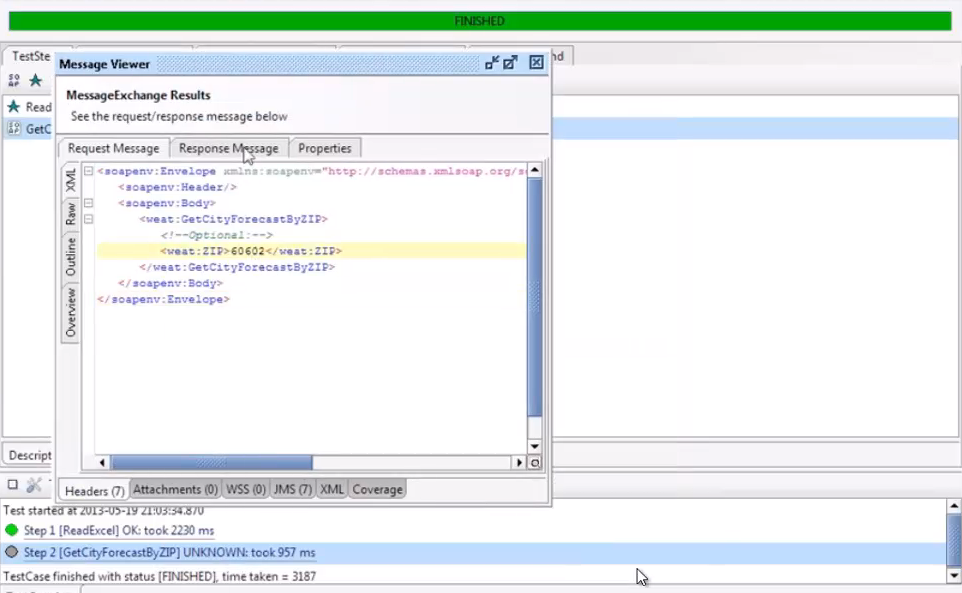 FINISHED
TestSte
nd
Message Viewer
MessageExchange Results
See the request/response message below
Read
GetC
Request Message
Response Message
Properties
XML
Raw
Outline
Overview
<soapenv:Envelope xmlns:soapenv="http://schemas.xmlsoap.org/s
<soapenv:Header/>
<soapenv:Body>
<weat:GetCityForecastByZIP>
<!--Optional:-->
<weat:ZIP>60602</weat:ZIP>
</weat:GetCityForecastByZIP>
</soapenv:Body>
</soapenv:Envelope>
Descript
Headers (7)
Attachments (0)
WSS (0)
JMS (7)
XML
Coverage
Test started at 2013-05-19 21:03:34.870
Step 1 [ReadExcel] OK: took 2230 ms
Step 2 [GetCityForecastByZIP] UNKNOWN: took 957 ms
TestCase finished with status [FINISHED], time taken = 3187